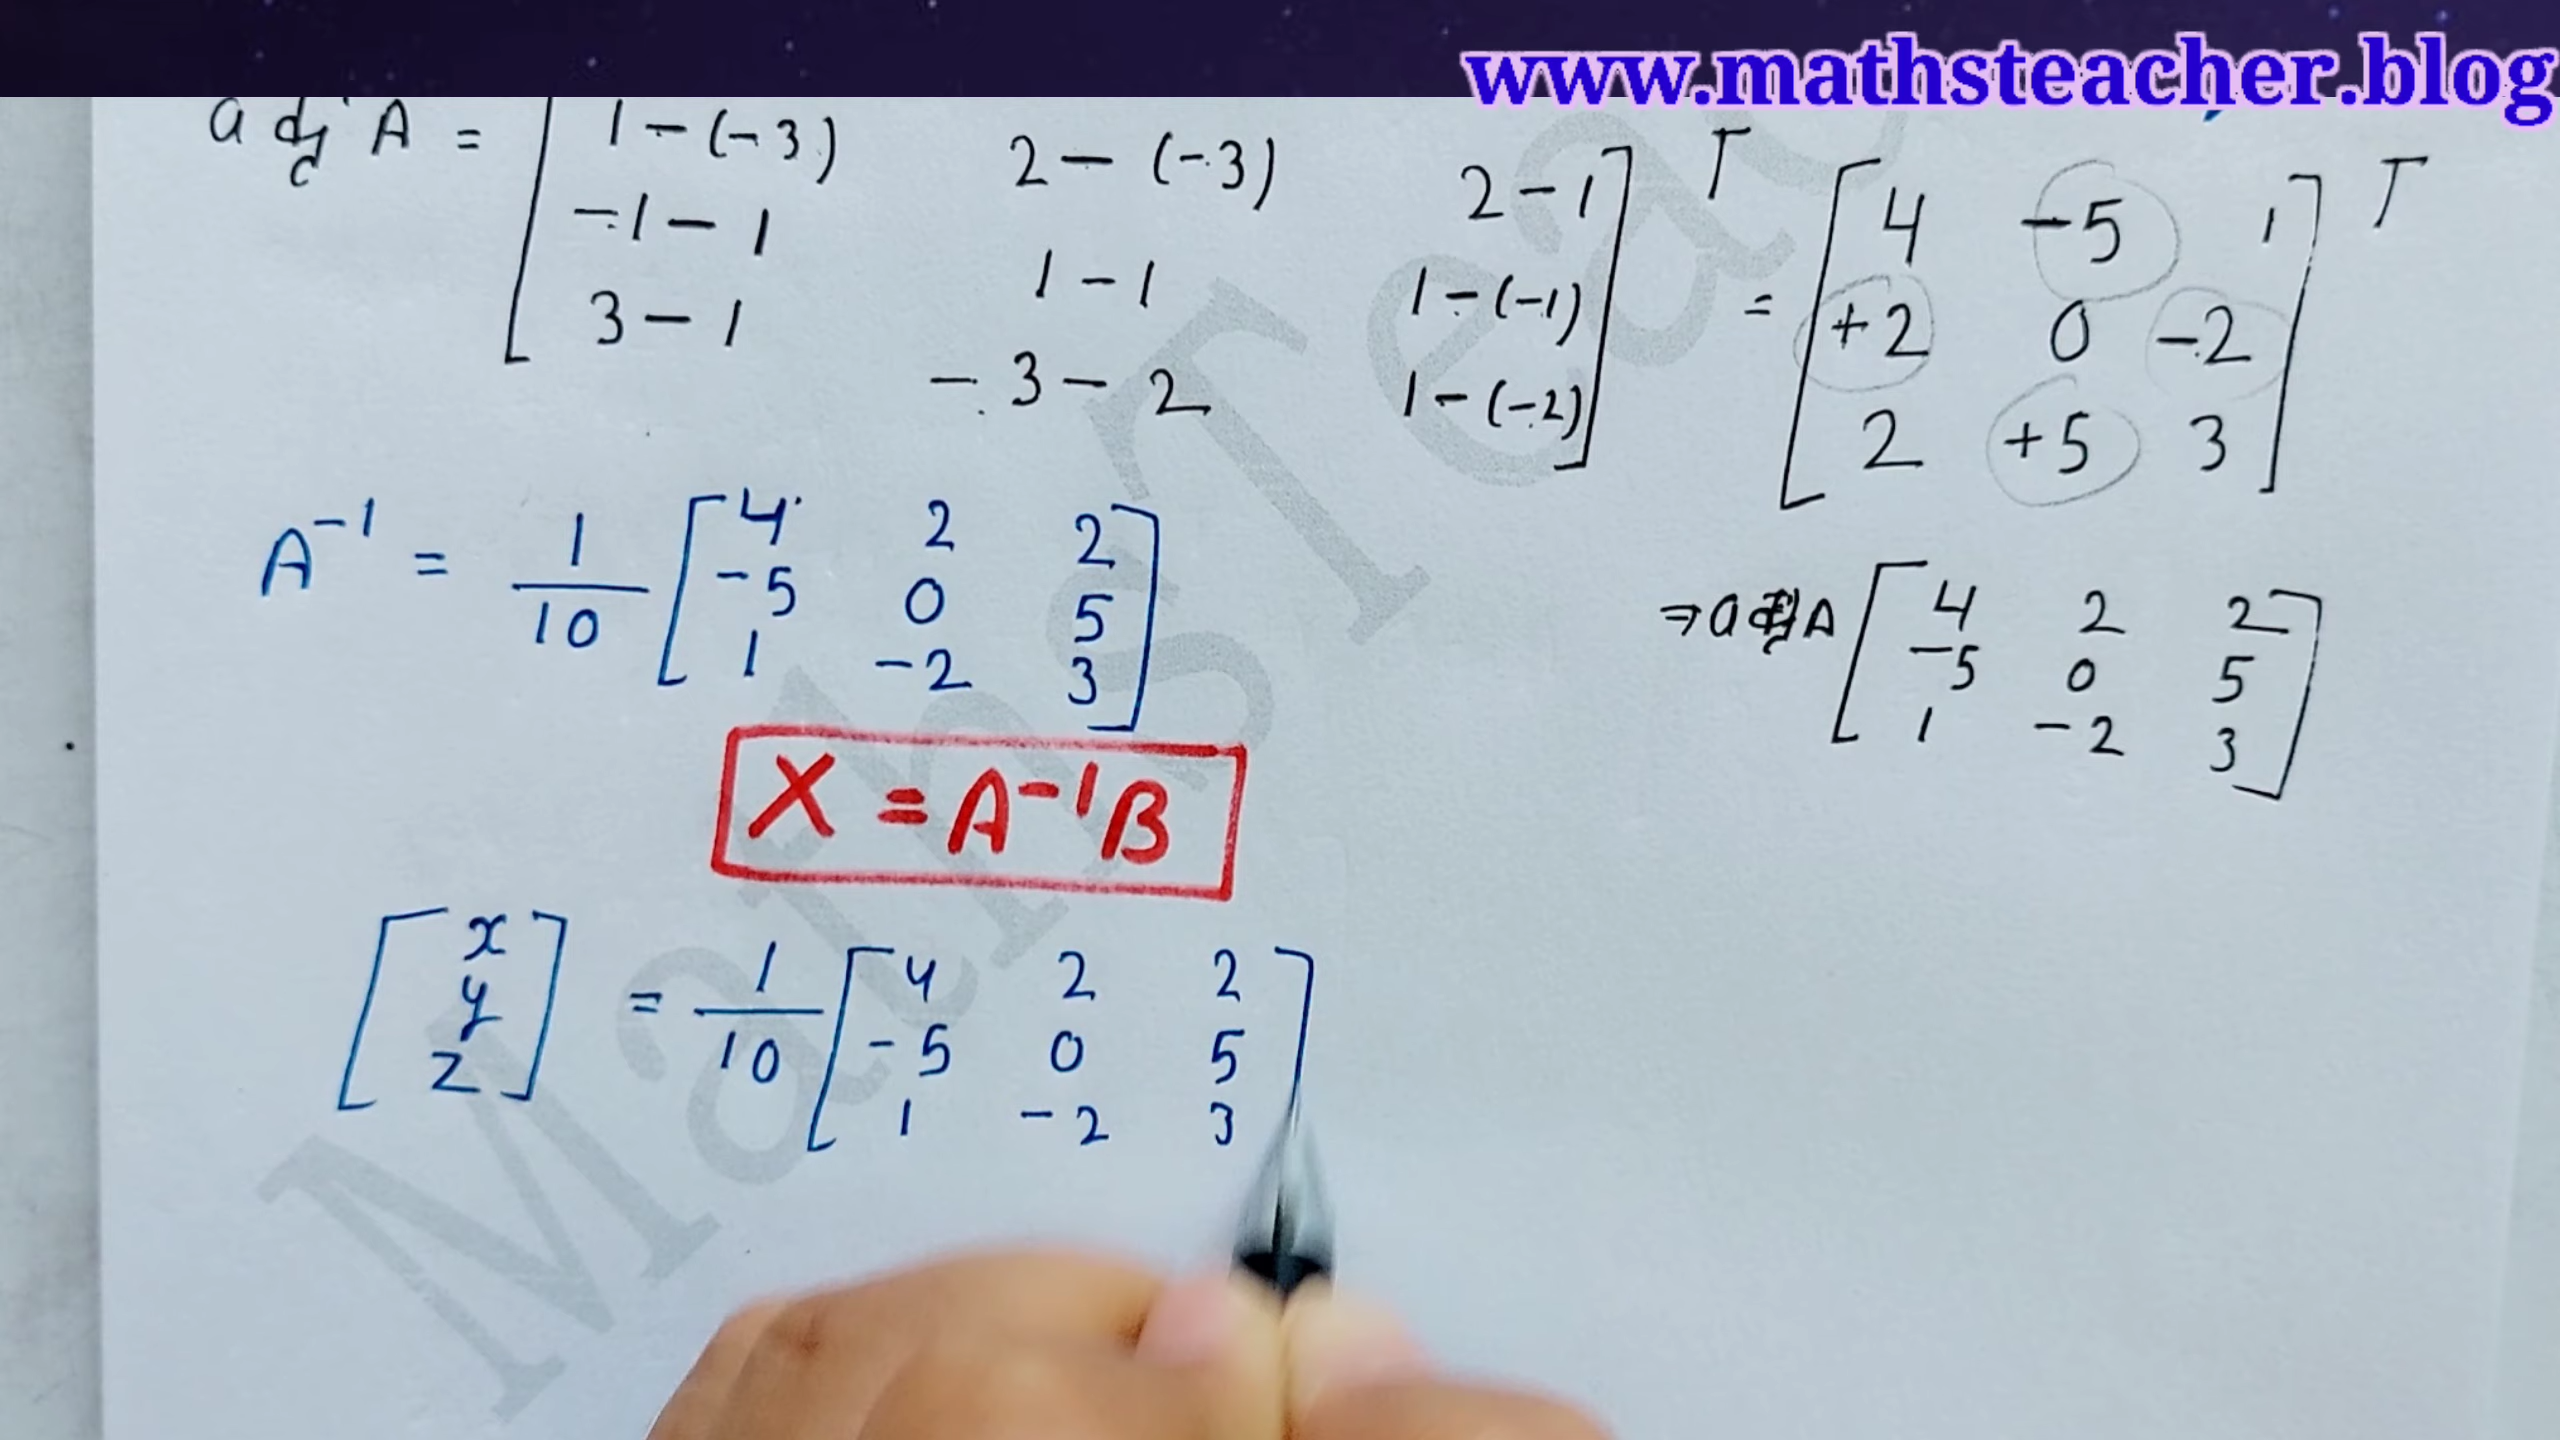 www.mathsteacher.blog
adj A = [ 1-(-3) 2-(-3) 2-1 ] T = [ 4 -5 1 ] T
-1-1 1-1 1-(-1) +2 0 -2
3-1 -3-2 1-(-2) 2 +5 3
A⁻¹ = 1/10 [ 4 2 2 ] ⇒ adj A [ 4 2 2 ]
-5 0 5 -5 0 5
1 -2 3 1 -2 3
X = A⁻¹B
[ x ] = 1/10 [ 4 2 2 ]
y -5 0 5
z 1 -2 3
MathsTea